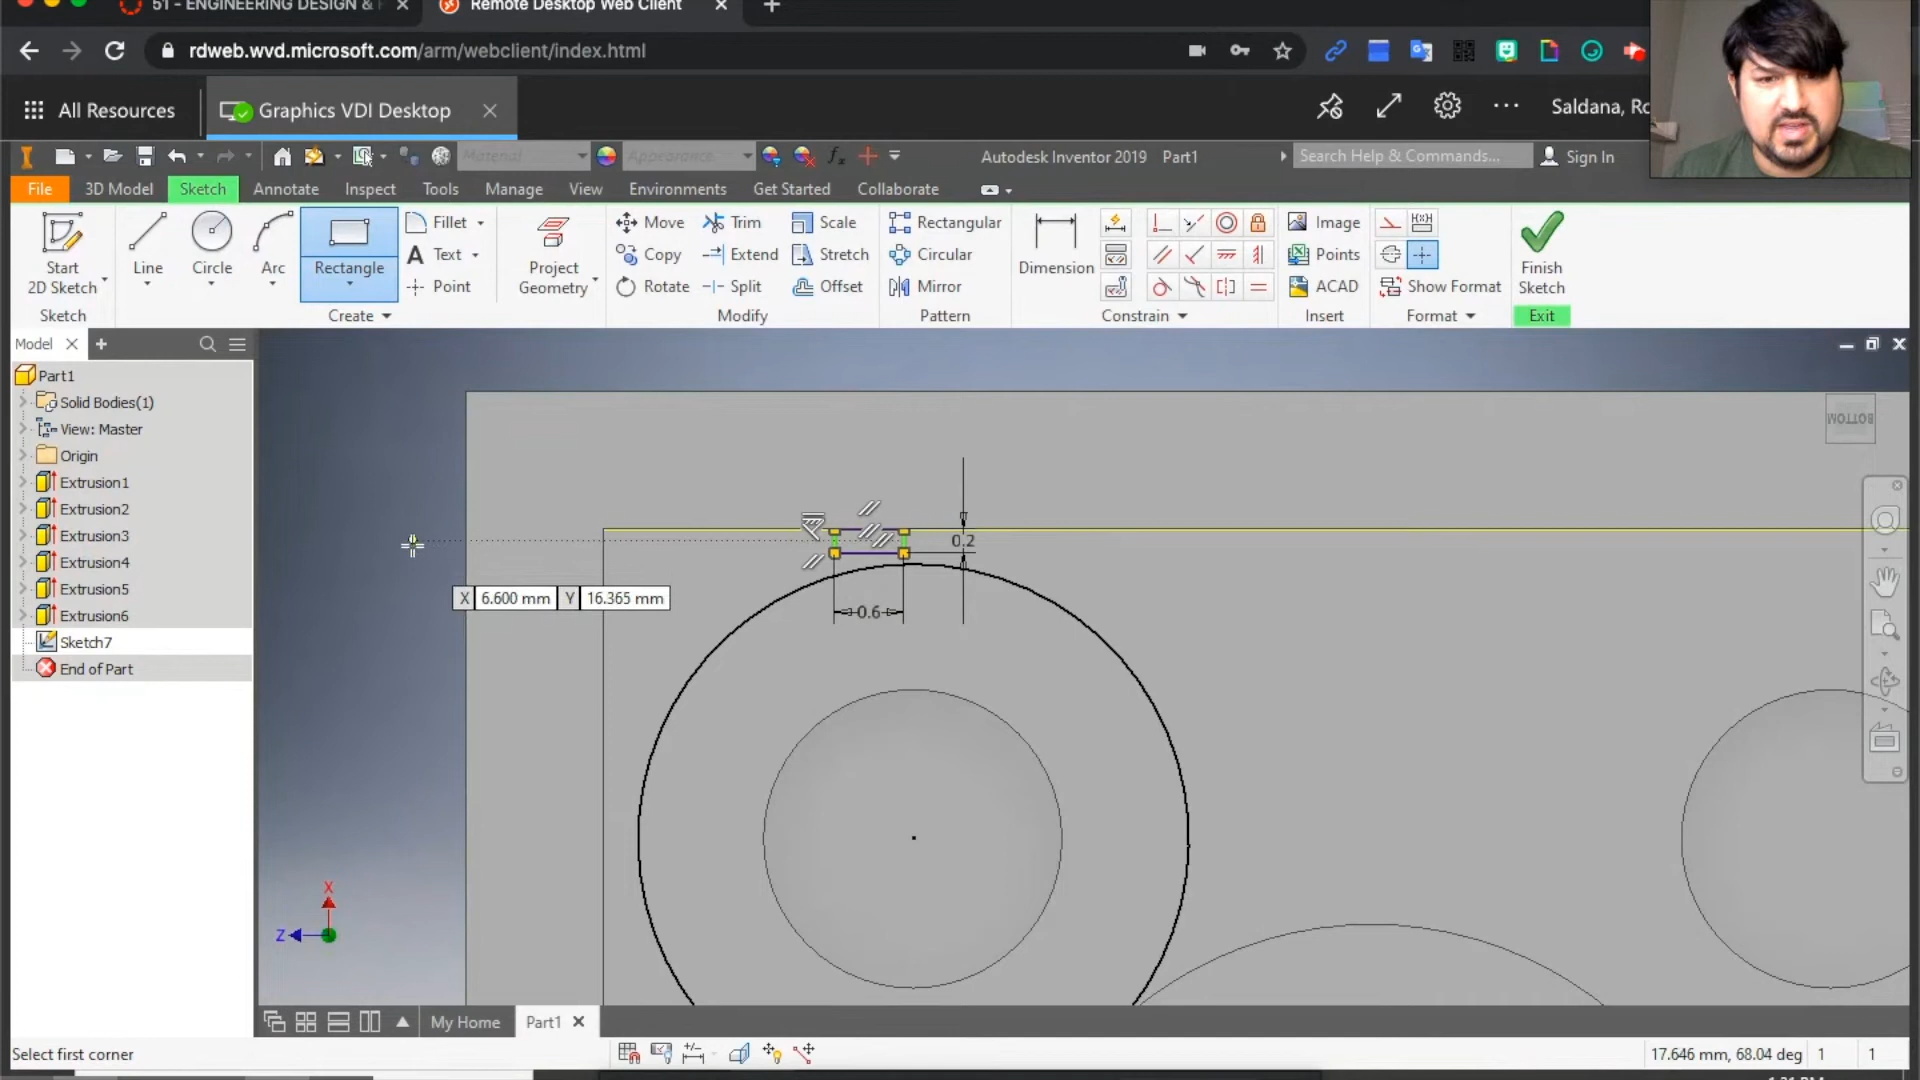 51 - ENGINEERING DESIGN &
Remote Desktop Web Client
rdweb.wvd.microsoft.com/arm/webclient/index.html
All Resources
Graphics VDI Desktop
Saldana, Ro
Material
Appearance
Autodesk Inventor 2019 Part1
Search Help & Commands...
Sign In
File 3D Model Sketch Annotate Inspect Tools Manage View Environments Get Started Collaborate
Start 2D Sketch
Line
Circle
Arc
Rectangle
Fillet
Text
Point
Project Geometry
Move
Copy
Rotate
Trim
Extend
Split
Scale
Stretch
Offset
Rectangular
Circular
Mirror
Dimension
Image
Points
ACAD
Show Format
Finish Sketch
Sketch Create Modify Pattern Constrain Insert Format Exit
Model
Part1
Solid Bodies(1)
View: Master
Origin
Extrusion1
Extrusion2
Extrusion3
Extrusion4
Extrusion5
Extrusion6
Sketch7
End of Part
BOTTOM
0.2
X 6.600 mm Y 16.365 mm
0.6
X
Z
My Home Part1
Select first corner
17.646 mm, 68.04 deg 1 1